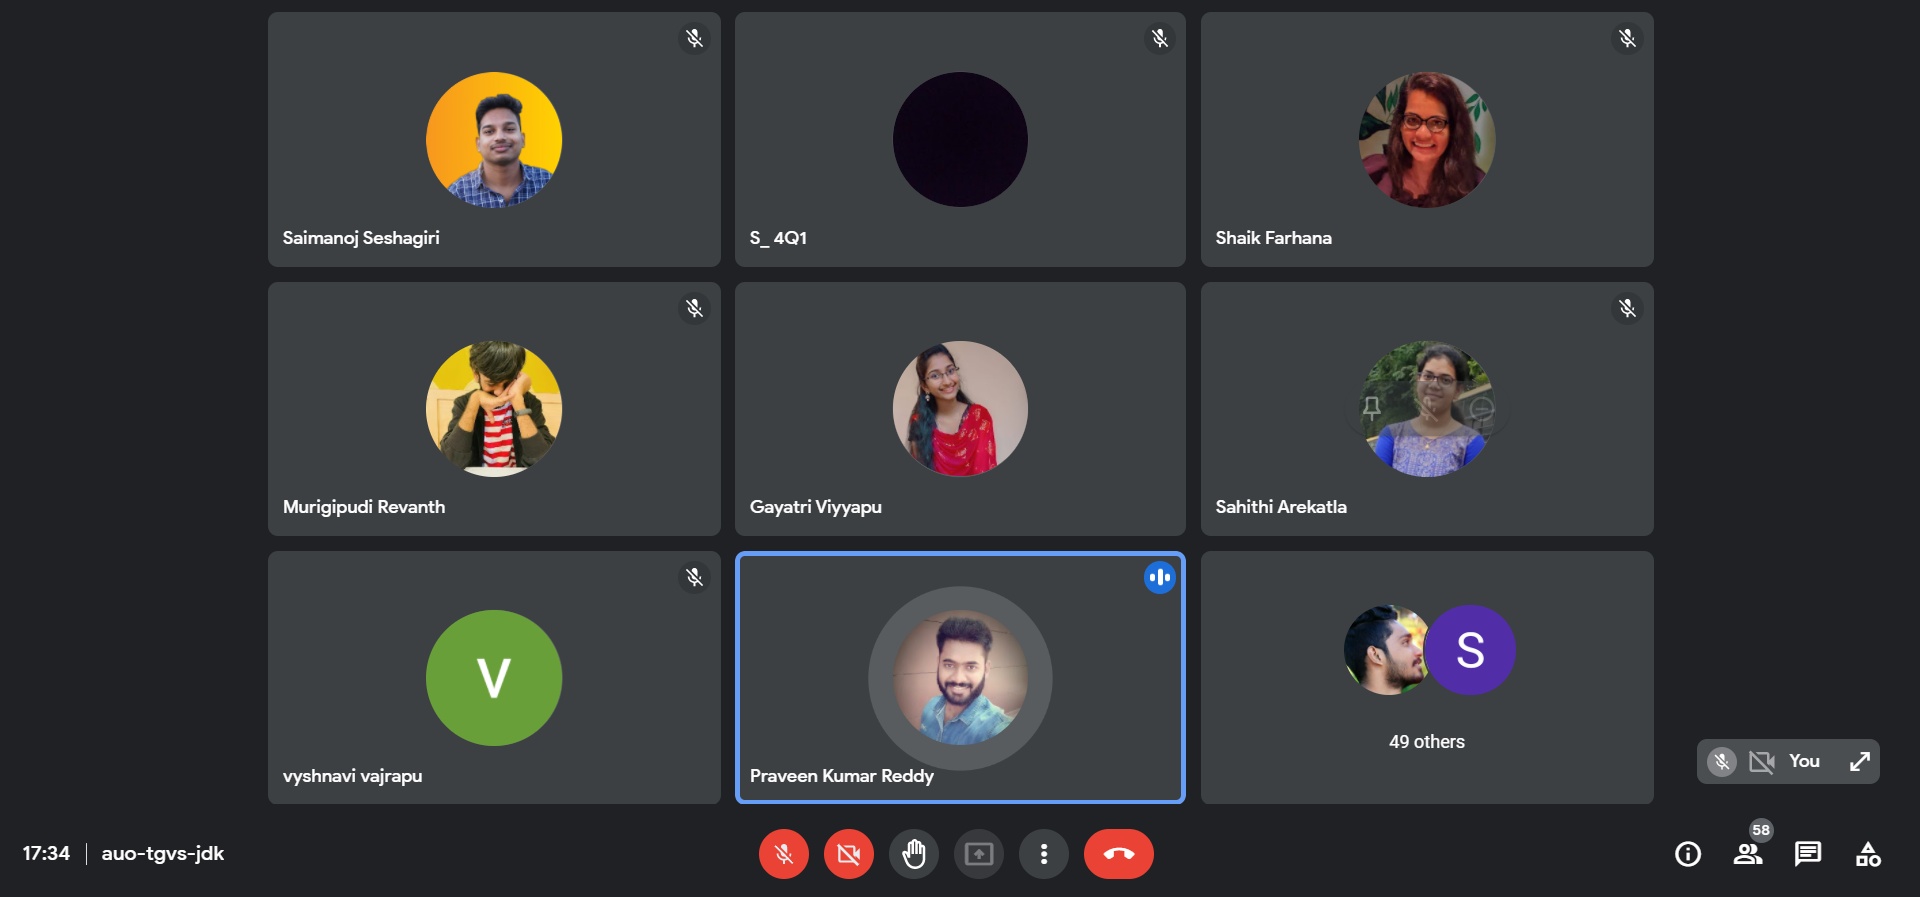 Saimanoj Seshagiri
S_ 4Q1
Shaik Farhana
Murigipudi Revanth
Gayatri Viyyapu
Sahithi Arekatla
V
vyshnavi vajrapu
Praveen Kumar Reddy
S
49 others
You
17:34 | auo-tgvs-jdk
58